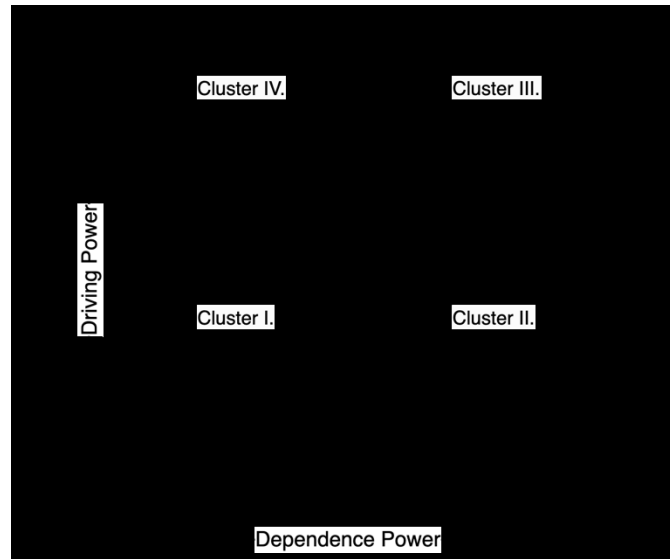 Cluster IV.
Cluster III.
Driving Power
Cluster I.
Cluster II.
Dependence Power